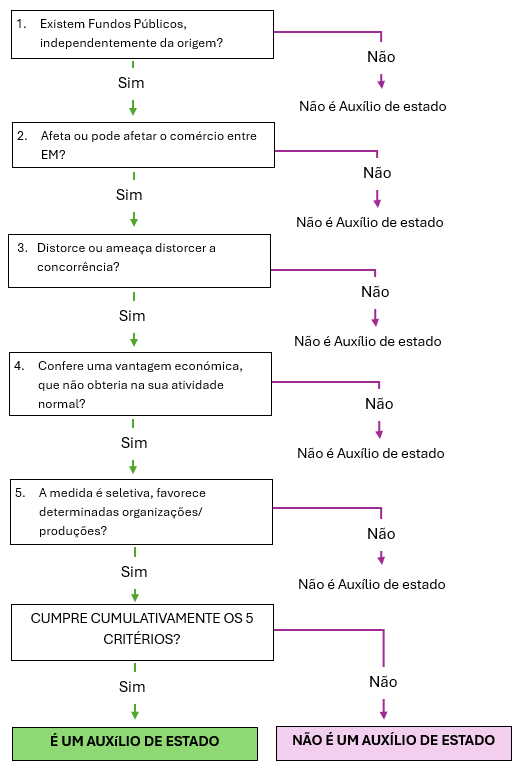 1. Existem Fundos Públicos,
independentemente da origem?
Não
Sim
Não é Auxílio de estado
2. Afeta ou pode afetar o comércio entre
EM?
Não
Sim
Não é Auxílio de estado
3. Distorce ou ameaça distorcer a
concorrência?
Não
Sim
Não é Auxílio de estado
4. Confere uma vantagem económica,
que não obteria na sua atividade
normal?
Não
Sim
Não é Auxílio de estado
5. A medida é seletiva, favorece
determinadas organizações/
produções?
Não
Sim
Não é Auxílio de estado
CUMPRE CUMULATIVAMENTE OS 5
CRITÉRIOS?
Não
Sim
É UM AUXíLIO DE ESTADO
NÃO É UM AUXÍLIO DE ESTADO